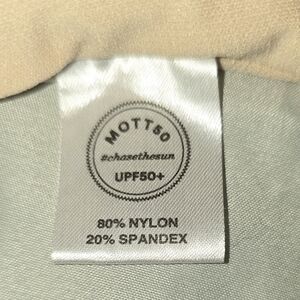 MOTT50
#chasethesun
UPF50+
80% NYLON
20% SPANDEX